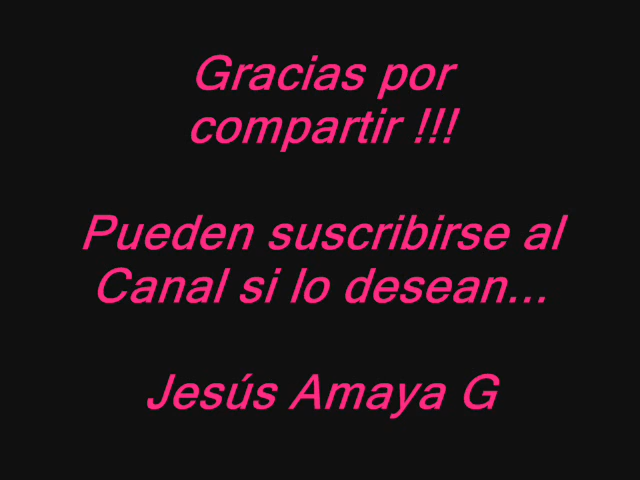 Gracias por
compartir !!!
Pueden suscribirse al
Canal si lo desean...
Jesús Amaya G